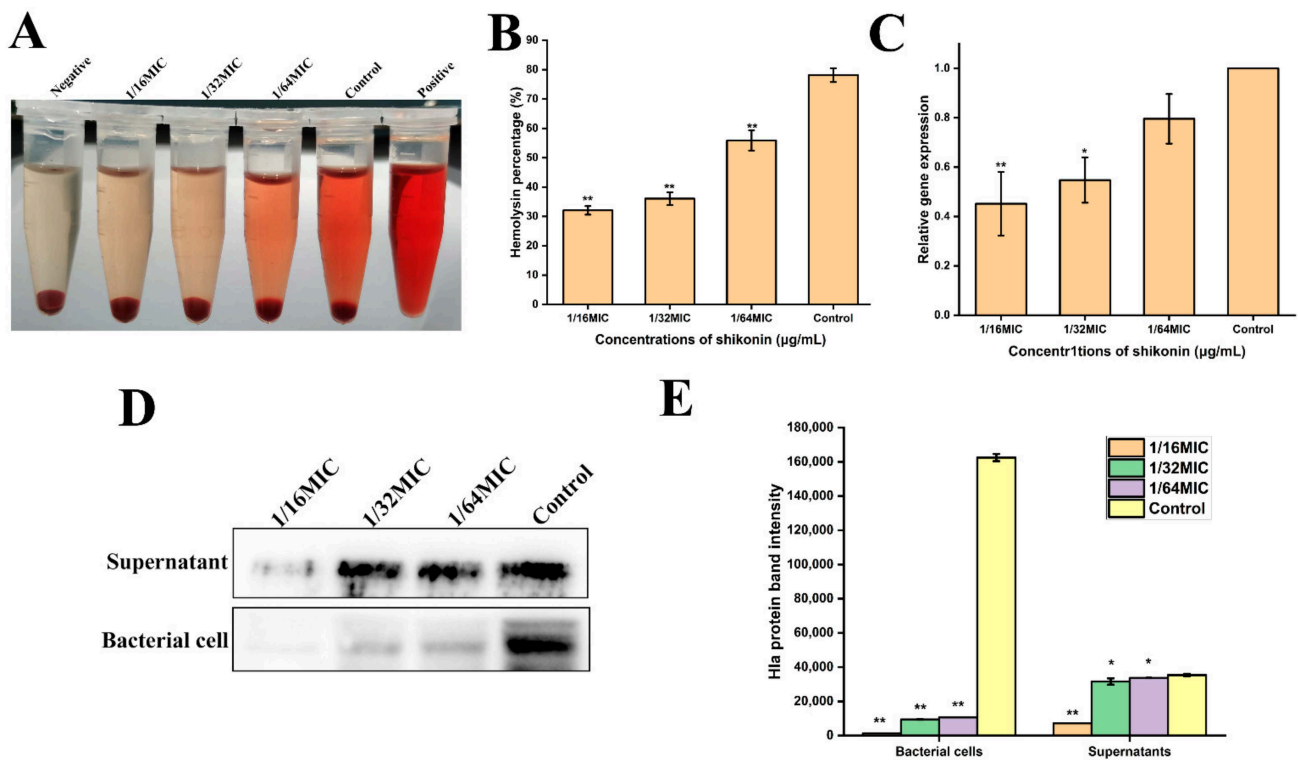 A
Negative
1/16MIC
1/32MIC
1/64MIC
Control
Positive
B
Hemolysin percentage (%)
90
80
70
60
50
40
30
20
10
0
**
**
**
1/16MIC 1/32MIC 1/64MIC Control
Concentrations of shikonin (μg/mL)
C
Relative gene expression
1.0
0.8
0.6
0.4
0.2
0.0
**
*
1/16MIC 1/32MIC 1/64MIC Control
Concentr1tions of shikonin (μg/mL)
D
1/16MIC
1/32MIC
1/64MIC
Control
Supernatant
Bacterial cell
E
Hla protein band intensity
180,000
160,000
140,000
120,000
100,000
80,000
60,000
40,000
20,000
0
1/16MIC
1/32MIC
1/64MIC
Control
** ** **
** * *
Bacterial cells Supernatants